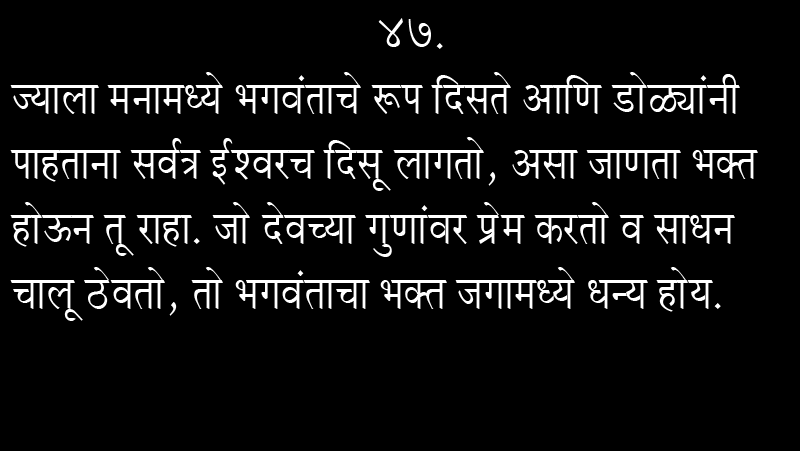 ४७.
ज्याला मनामध्ये भगवंताचे रूप दिसते आणि डोळ्यांनी
पाहताना सर्वत्र ईश्वरच दिसू लागतो, असा जाणता भक्त
होऊन तू राहा. जो देवच्या गुणांवर प्रेम करतो व साधन
चालू ठेवतो, तो भगवंताचा भक्त जगामध्ये धन्य होय.